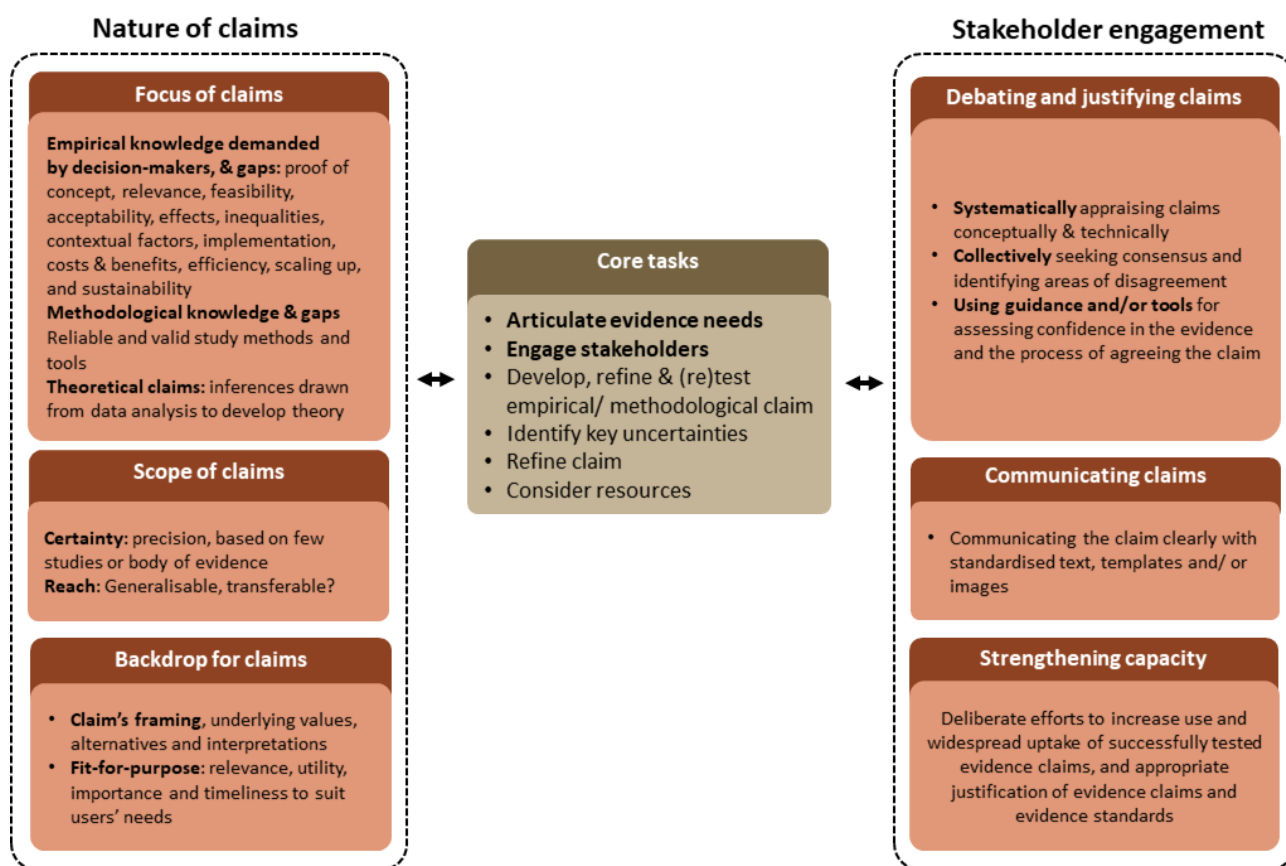 Nature of claims
Focus of claims
Empirical knowledge demanded
by decision-makers, & gaps: proof of
concept, relevance, feasibility,
acceptability, effects, inequalities,
contextual factors, implementation,
costs & benefits, efficiency, scaling up,
and sustainability
Methodological knowledge & gaps
Reliable and valid study methods and
tools
Theoretical claims: inferences drawn
from data analysis to develop theory
Scope of claims
Certainty: precision, based on few
studies or body of evidence
Reach: Generalisable, transferable?
Backdrop for claims
• Claim's framing, underlying values,
alternatives and interpretations
• Fit-for-purpose: relevance, utility,
importance and timeliness to suit
users' needs
Core tasks
• Articulate evidence needs
• Engage stakeholders
• Develop, refine & (re)test
empirical/ methodological claim
• Identify key uncertainties
• Refine claim
• Consider resources
Stakeholder engagement
Debating and justifying claims
• Systematically appraising claims
conceptually & technically
• Collectively seeking consensus and
identifying areas of disagreement
• Using guidance and/or tools for
assessing confidence in the evidence
and the process of agreeing the claim
Communicating claims
• Communicating the claim clearly with
standardised text, templates and/ or
images
Strengthening capacity
Deliberate efforts to increase use and
widespread uptake of successfully tested
evidence claims, and appropriate
justification of evidence claims and
evidence standards